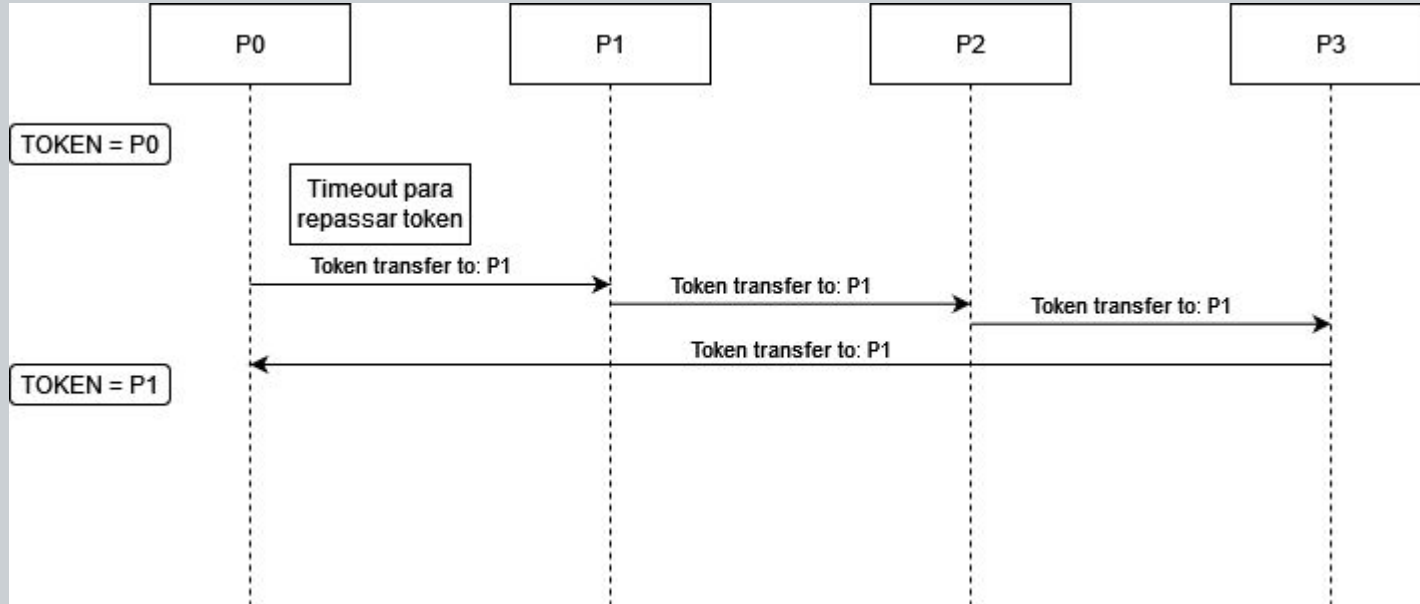 P0
P1
P2
P3
TOKEN = P0
Timeout para
repassar token
Token transfer to: P1
Token transfer to: P1
Token transfer to: P1
Token transfer to: P1
TOKEN = P1